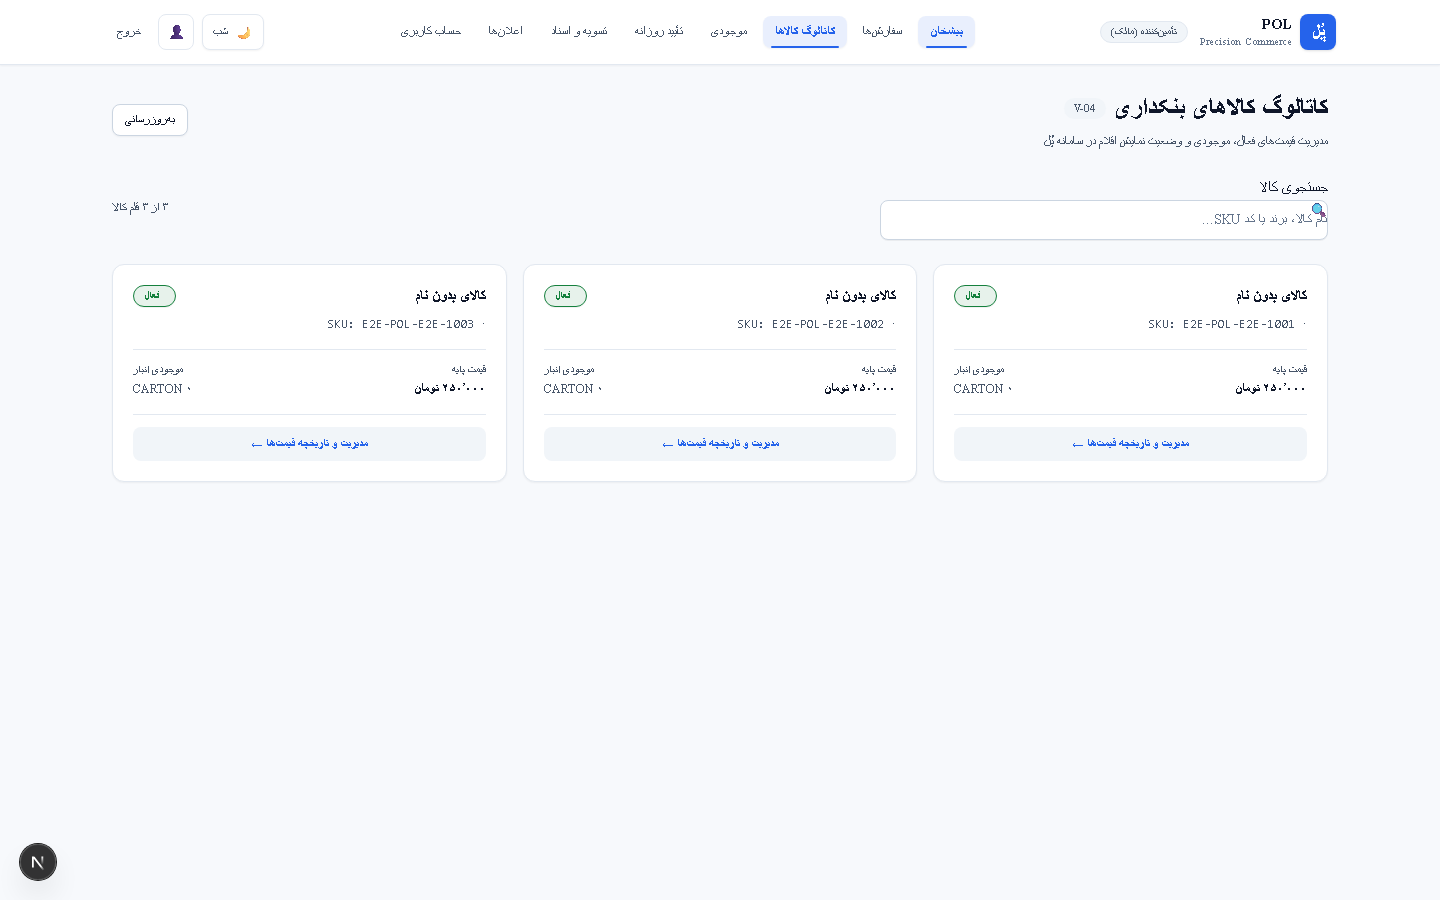 پُل
POL
Precision Commerce
تأمین‌کننده (مالک)
پیشخان
سفارش‌ها
کاتالوگ کالاها
موجودی
تأیید روزانه
تسویه و اسناد
اعلان‌ها
حساب کاربری
شب
خروج
کاتالوگ کالاهای بنکداری
V-04
مدیریت قیمت‌های فعال، موجودی و وضعیت نمایش اقلام در سامانه پُل
به‌روزرسانی
جستجوی کالا
نام کالا، برند یا کد SKU...
۳ از ۳ قلم کالا
کالای بدون نام
فعال
· SKU: E2E-POL-E2E-1001
قیمت پایه
موجودی انبار
۲۵۰٬۰۰۰ تومان
۰ CARTON
مدیریت و تاریخچه قیمت‌ها ←
کالای بدون نام
فعال
· SKU: E2E-POL-E2E-1002
قیمت پایه
موجودی انبار
۲۵۰٬۰۰۰ تومان
۰ CARTON
مدیریت و تاریخچه قیمت‌ها ←
کالای بدون نام
فعال
· SKU: E2E-POL-E2E-1003
قیمت پایه
موجودی انبار
۲۵۰٬۰۰۰ تومان
۰ CARTON
مدیریت و تاریخچه قیمت‌ها ←
N